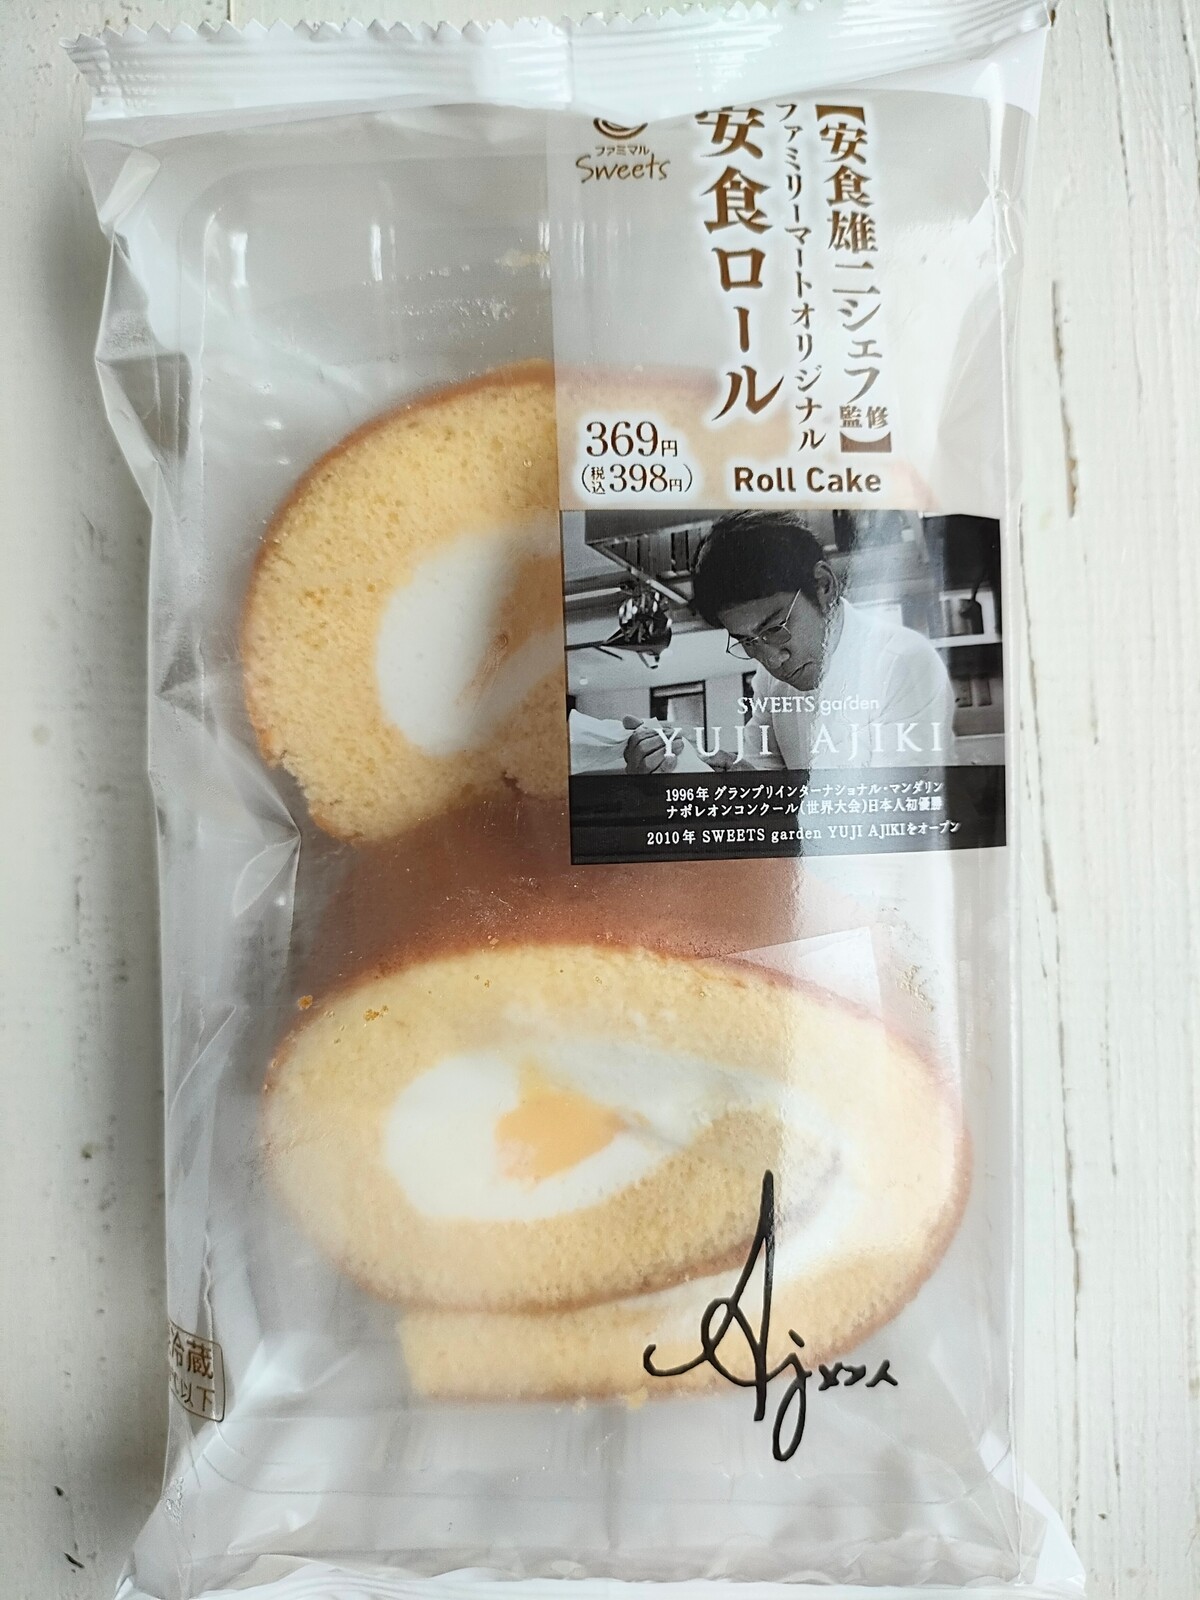 【安食雄二シェフ監修】
ファミリーマートオリジナル
安食ロール
ファミマル
Sweets
369円
(税込398円)
Roll Cake
SWEETS garden
YUJI AJIKI
1996年 グランプリインターナショナル・マンダリン
ナポレオンコンクール(世界大会)日本人初優勝
2010年 SWEETS garden YUJI AJIKIをオープン
冷蔵
℃以下